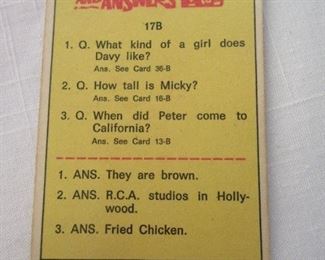 AND ANSWERS
17B
1. Q. What kind of a girl does
Davy like?
Ans. See Card 36-B
2. Q. How tall is Micky?
Ans. See Card 16-B
3. Q. When did Peter come to
California?
Ans. See Card 13-B
1. ANS. They are brown.
2. ANS. R.C.A. studios in Holly-
wood.
3. ANS. Fried Chicken.